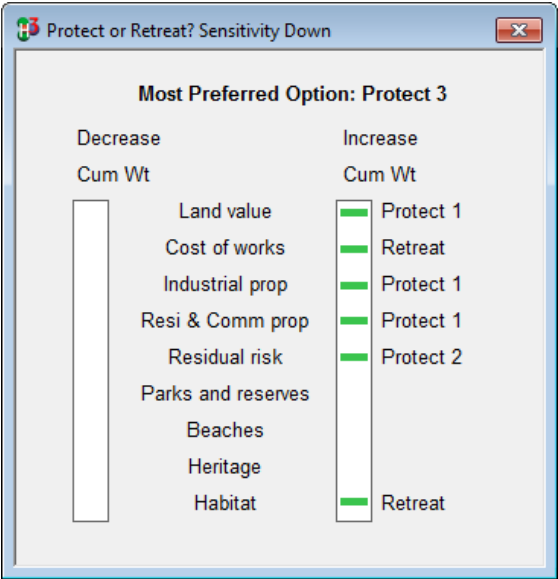 Protect or Retreat? Sensitivity Down
Most Preferred Option: Protect 3
Decrease Increase
Cum Wt Cum Wt
Land value Protect 1
Cost of works Retreat
Industrial prop Protect 1
Resi & Comm prop Protect 1
Residual risk Protect 2
Parks and reserves
Beaches
Heritage
Habitat Retreat